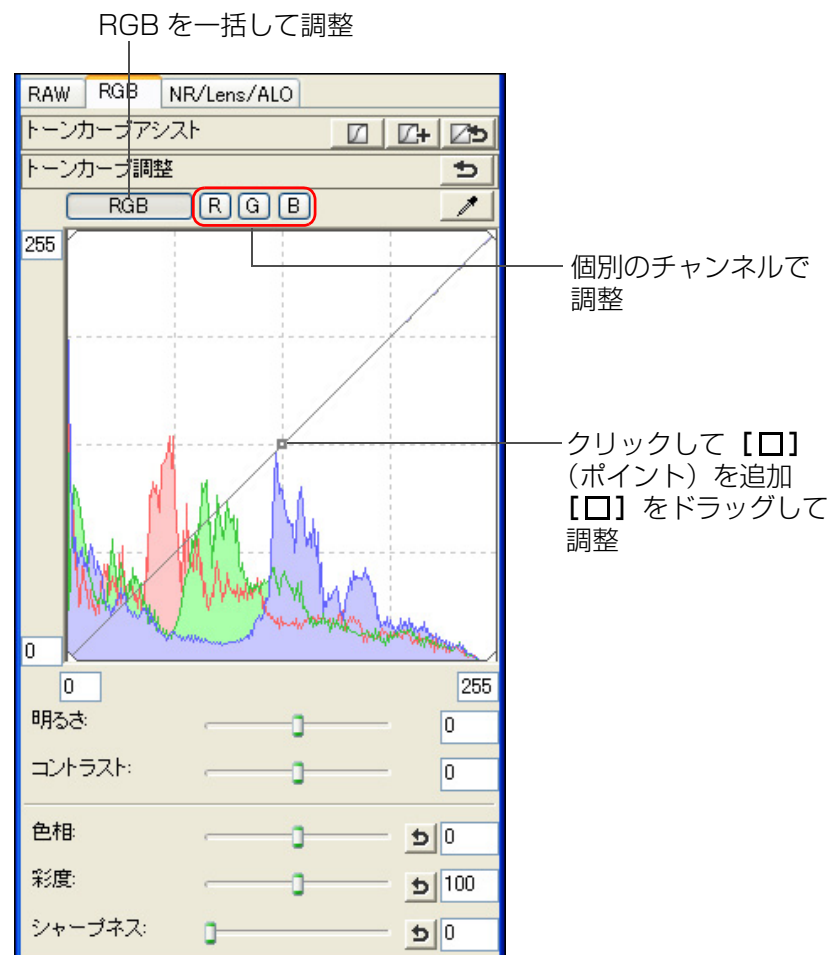 RGB を一括して調整
RAW RGB NR/Lens/ALO
トーンカーブアシスト
トーンカーブ調整
RGB R G B
255
個別のチャンネルで
調整
クリックして【□】
（ポイント）を追加
【□】をドラッグして
調整
0
0 255
明るさ: 0
コントラスト: 0
色相: 0
彩度: 100
シャープネス: 0